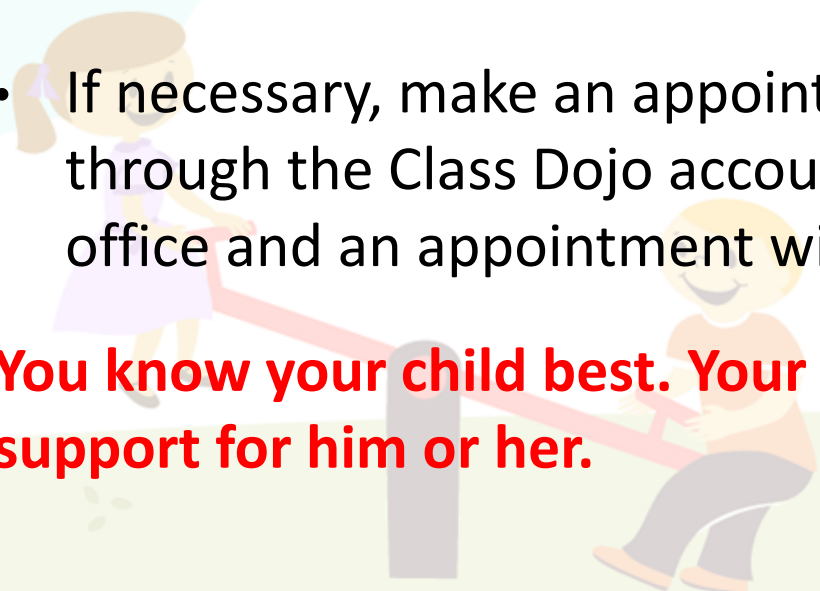 • If necessary, make an appoint
through the Class Dojo accou
office and an appointment wi
You know your child best. Your
support for him or her.